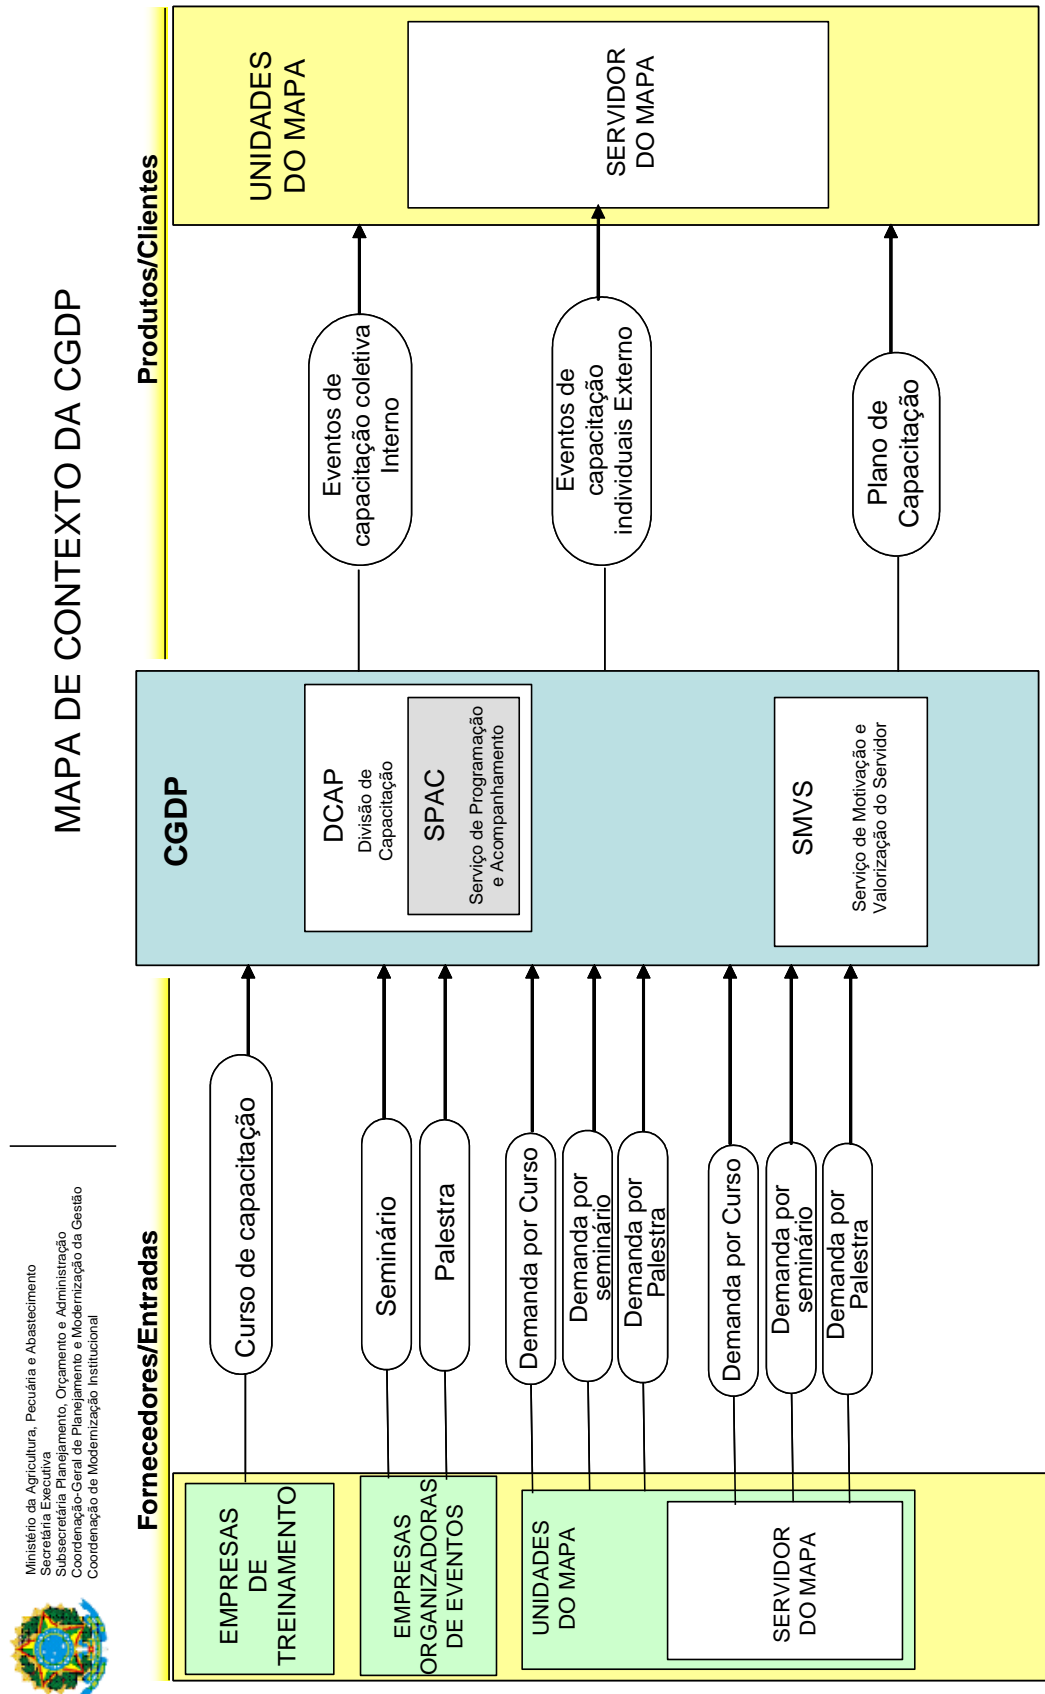 Ministério da Agricultura, Pecuária e Abastecimento
Secretária Executiva
Subsecretária Planejamento, Orçamento e Administração
Coordenação-Geral de Planejamento e Modernização da Gestão
Coordenação de Modernização Institucional
MAPA DE CONTEXTO DA CGDP
Fornecedores/Entradas
Produtos/Clientes
EMPRESAS
DE
TREINAMENTO
EMPRESAS
ORGANIZADORAS
DE EVENTOS
UNIDADES
DO MAPA
SERVIDOR
DO MAPA
Curso de capacitação
Seminário
Palestra
Demanda por Curso
Demanda por
seminário
Demanda por
Palestra
Demanda por Curso
Demanda por
seminário
Demanda por
Palestra
CGDP
DCAP
Divisão de
Capacitação
SPAC
Serviço de Programação
e Acompanhamento
SMVS
Serviço de Motivação e
Valorização do Servidor
Eventos de
capacitação coletiva
Interno
Eventos de
capacitação
individuais Externo
Plano de
Capacitação
UNIDADES
DO MAPA
SERVIDOR
DO MAPA